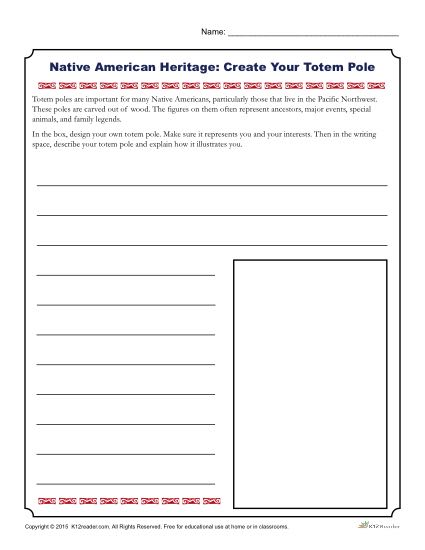 Name: ______________________________________
Native American Heritage: Create Your Totem Pole
Totem poles are important for many Native Americans, particularly those that live in the Pacific Northwest.
These poles are carved out of wood. The figures on them often represent ancestors, major events, special
animals, and family legends.
In the box, design your own totem pole. Make sure it represents you and your interests. Then in the writing
space, describe your totem pole and explain how it illustrates you.
Copyright © 2015 K12reader.com. All Rights Reserved. Free for educational use at home or in classrooms.
K12Reader